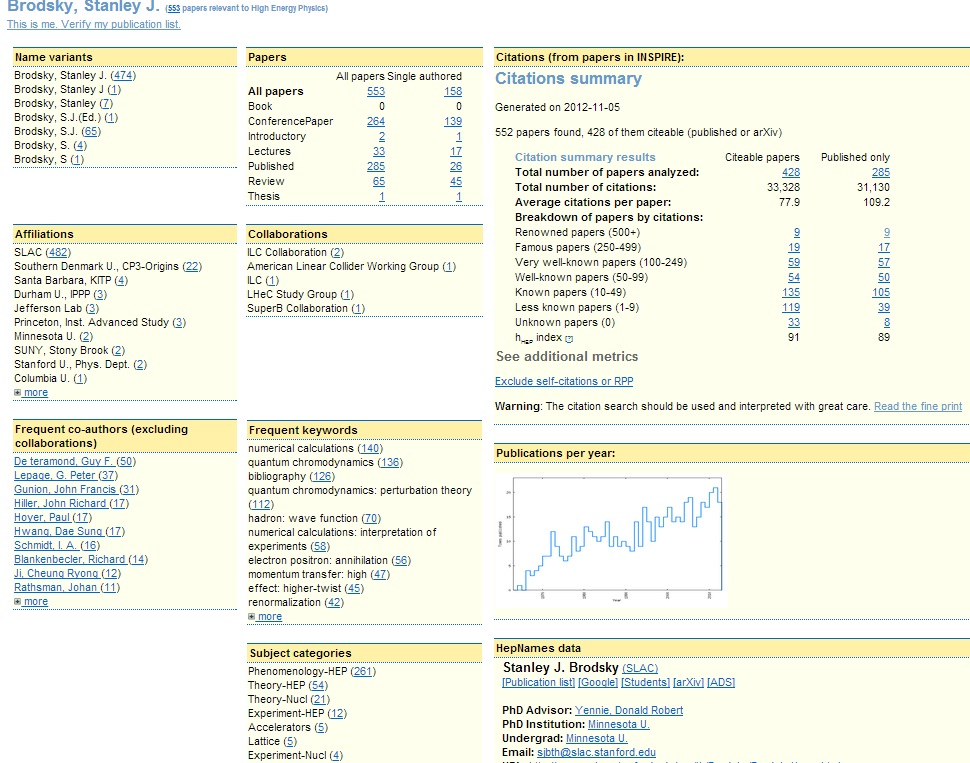 Brodsky, Stanley J. (553 papers relevant to High Energy Physics)
This is me. Verify my publication list.
Name variants
Brodsky, Stanley J. (474)
Brodsky, Stanley J (1)
Brodsky, Stanley (7)
Brodsky, S.J.(Ed.) (1)
Brodsky, S.J. (65)
Brodsky, S. (4)
Brodsky, S (1)
Affiliations
SLAC (482)
Southern Denmark U., CP3-Origins (22)
Santa Barbara, KITP (4)
Durham U., IPPP (3)
Jefferson Lab (3)
Princeton, Inst. Advanced Study (3)
Minnesota U. (2)
SUNY, Stony Brook (2)
Stanford U., Phys. Dept. (2)
Columbia U. (1)
more
Frequent co-authors (excluding
collaborations)
De teramond, Guy F. (50)
Lepage, G. Peter (37)
Gunion, John Francis (31)
Hiller, John Richard (17)
Hoyer, Paul (17)
Hwang, Dae Sung (17)
Schmidt, I. A. (16)
Blankenbecler, Richard (14)
Ji, Cheung Ryong (12)
Rathsman, Johan (11)
more
Papers
All papers Single authored
All papers 553 158
Book 0 0
ConferencePaper 264 139
Introductory 2 1
Lectures 33 17
Published 285 26
Review 65 45
Thesis 1 1
Collaborations
ILC Collaboration (2)
American Linear Collider Working Group (1)
ILC (1)
LHeC Study Group (1)
SuperB Collaboration (1)
Frequent keywords
numerical calculations (140)
quantum chromodynamics (136)
bibliography (126)
quantum chromodynamics: perturbation theory
(112)
hadron: wave function (70)
numerical calculations: interpretation of
experiments (58)
electron positron: annihilation (56)
momentum transfer: high (47)
effect: higher-twist (45)
renormalization (42)
more
Subject categories
Phenomenology-HEP (261)
Theory-HEP (54)
Theory-Nucl (21)
Experiment-HEP (12)
Accelerators (5)
Lattice (5)
Experiment-Nucl (4)
Citations (from papers in INSPIRE):
Citations summary
Generated on 2012-11-05
552 papers found, 428 of them citeable (published or arXiv)
Citation summary results Citeable papers Published only
Total number of papers analyzed: 428 285
Total number of citations: 33,328 31,130
Average citations per paper: 77.9 109.2
Breakdown of papers by citations:
Renowned papers (500+) 9 9
Famous papers (250-499) 19 17
Very well-known papers (100-249) 59 57
Well-known papers (50-99) 54 50
Known papers (10-49) 135 105
Less known papers (1-9) 119 39
Unknown papers (0) 33 8
hHEP index [?] 91 89
See additional metrics
Exclude self-citations or RPP
Warning: The citation search should be used and interpreted with great care. Read the fine print
Publications per year:
HepNames data
Stanley J. Brodsky (SLAC)
[Publication list] [Google] [Students] [arXiv] [ADS]
PhD Advisor: Yennie, Donald Robert
PhD Institution: Minnesota U.
Undergrad: Minnesota U.
Email: sjbth@slac.stanford.edu